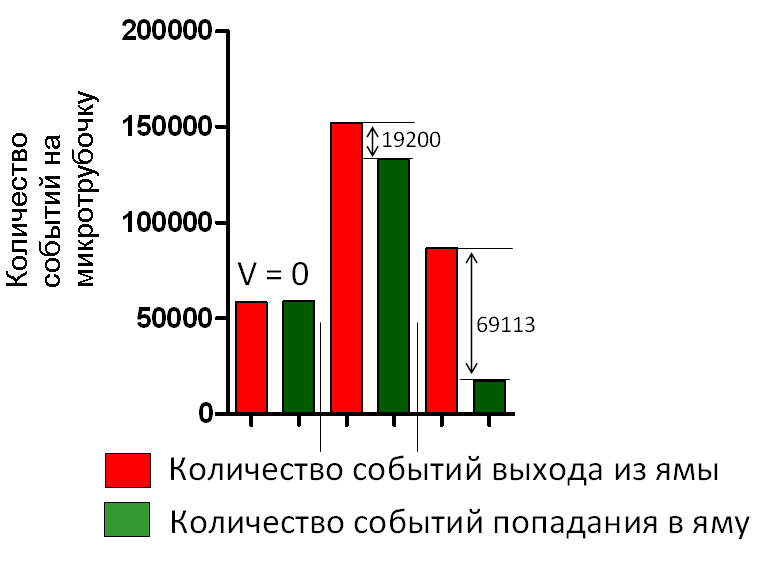 Количество
событий на
микротрубочку
200000
150000
100000
50000
0
V = 0
19200
69113
Количество событий выхода из ямы
Количество событий попадания в яму